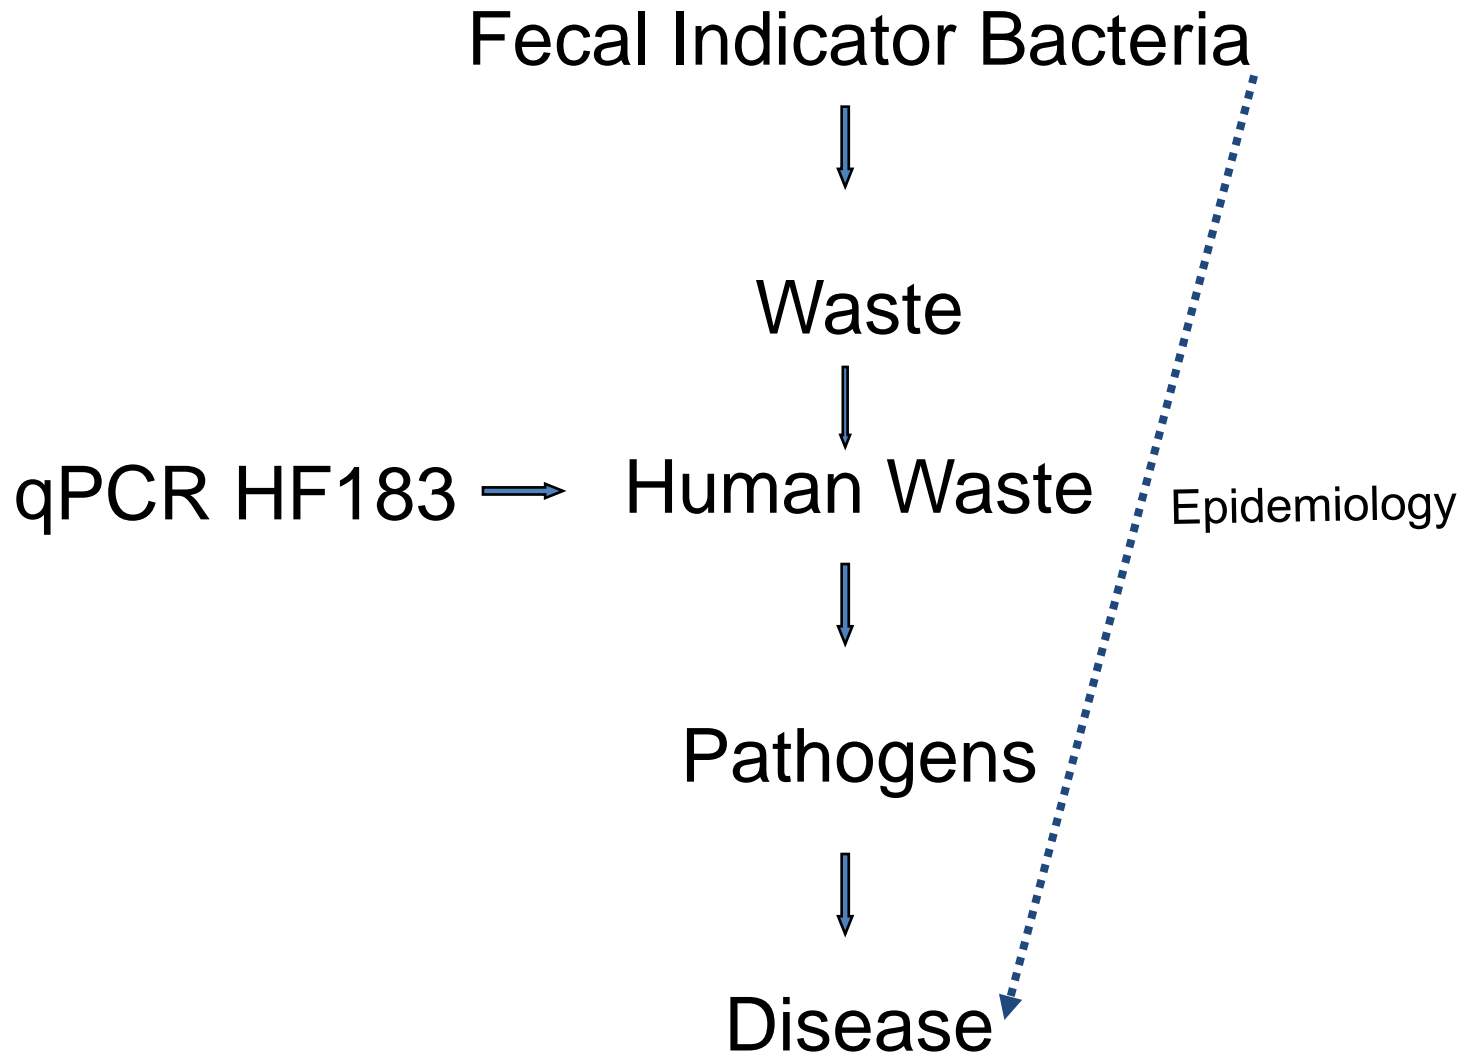 Fecal Indicator Bacteria
Waste
qPCR HF183
Human Waste
Epidemiology
Pathogens
Disease